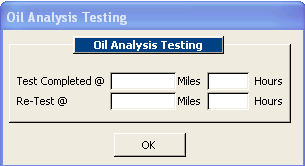 Oil Analysis Testing
Oil Analysis Testing
Test Completed @ Miles Hours
Re-Test @ Miles Hours
OK